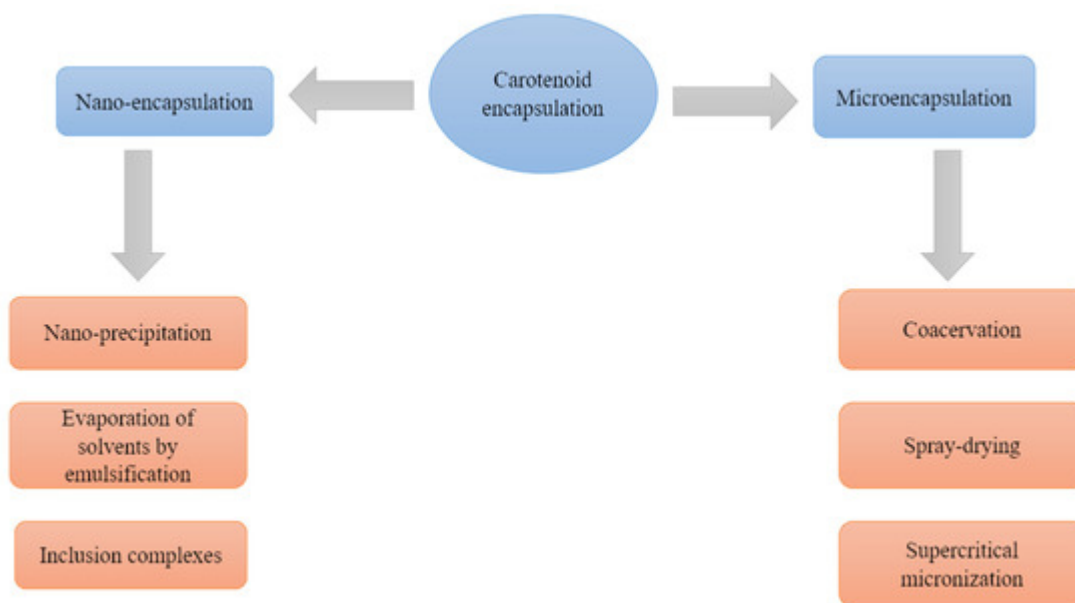 Carotenoid
encapsulation
Nano-encapsulation
Microencapsulation
Nano-precipitation
Evaporation of
solvents by
emulsification
Inclusion complexes
Coacervation
Spray-drying
Supercritical
micronization